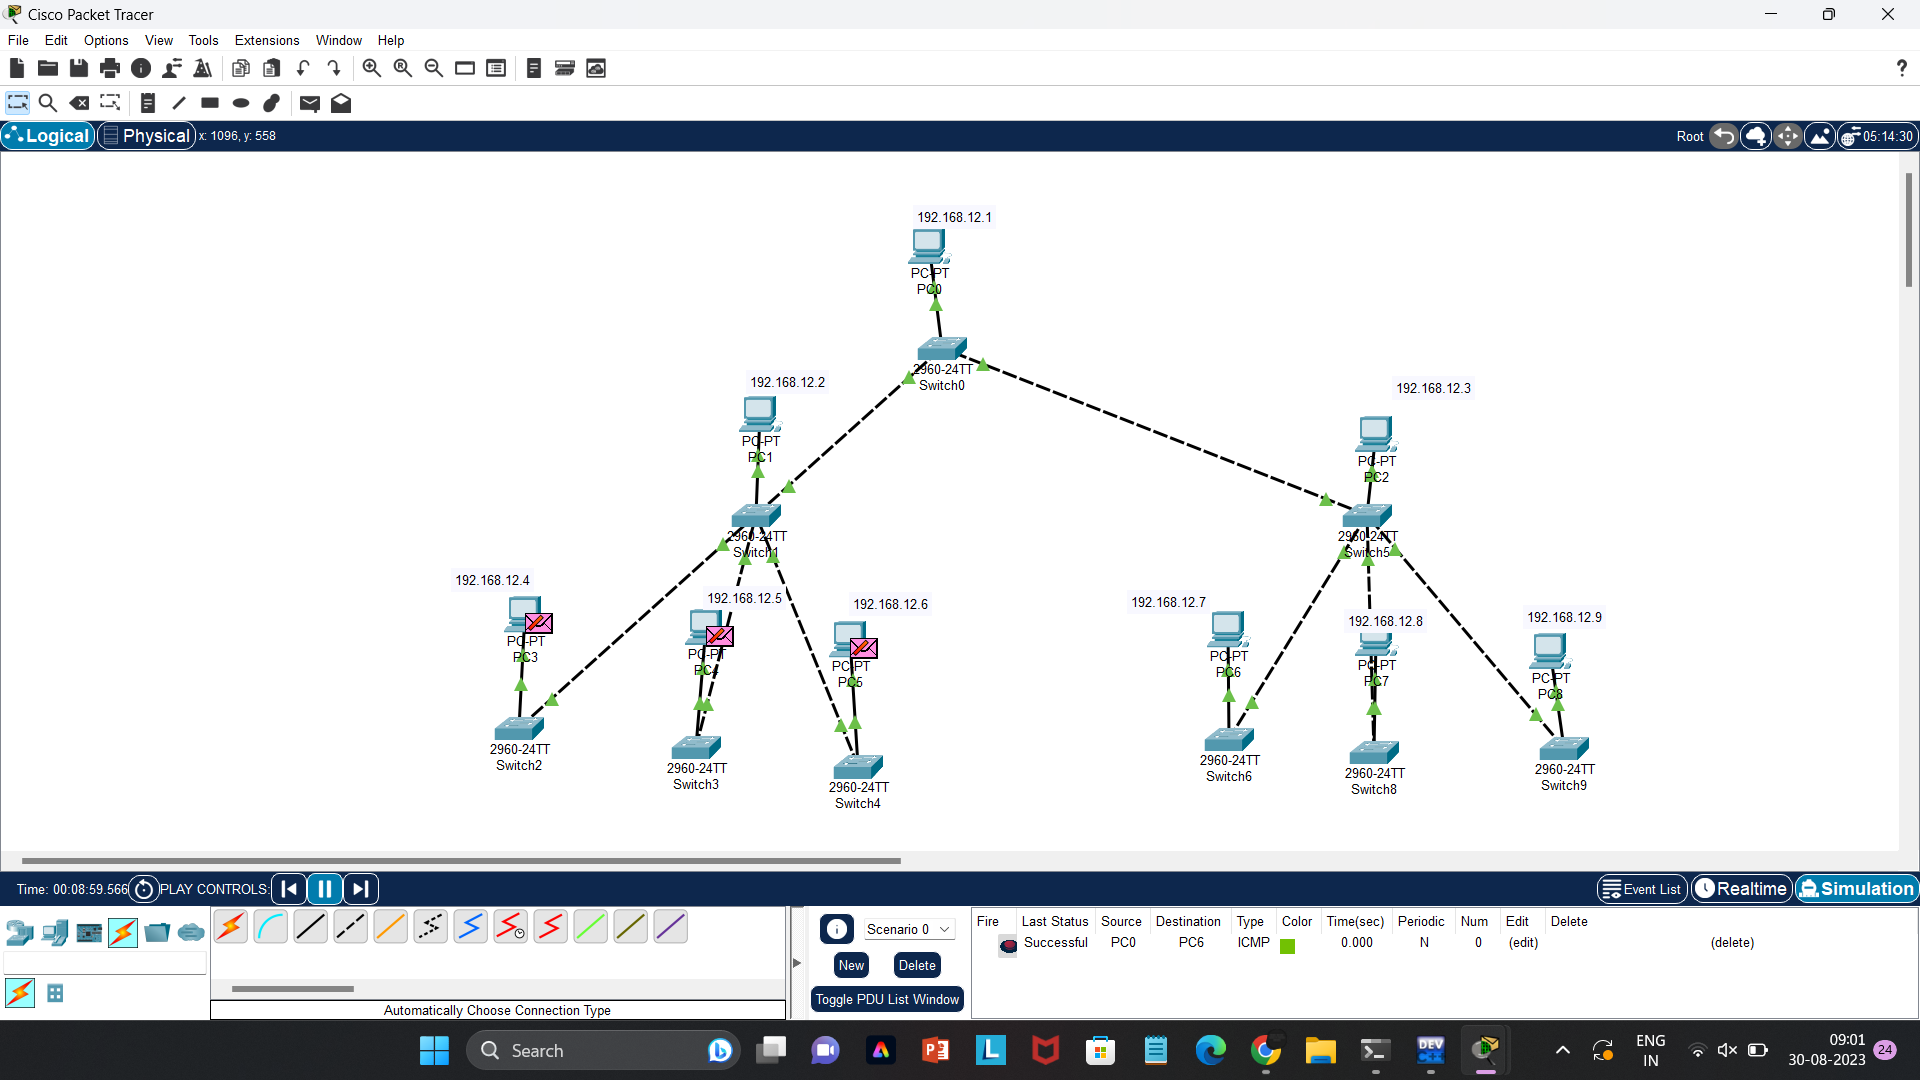 Cisco Packet Tracer
File Edit Options View Tools Extensions Window Help
?
Logical Physical x: 1096, y: 558 Root 05:14:30
192.168.12.1
PC-PT
PC0
2960-24TT
Switch0
192.168.12.2
PC-PT
PC1
192.168.12.3
PC-PT
PC2
2960-24TT
Switch1
2960-24TT
Switch5
192.168.12.4
PC-PT
PC3
192.168.12.5
PC-PT
PC4
192.168.12.6
PC-PT
PC5
192.168.12.7
PC-PT
PC6
192.168.12.8
PC-PT
PC7
192.168.12.9
PC-PT
PC8
2960-24TT
Switch2
2960-24TT
Switch3
2960-24TT
Switch4
2960-24TT
Switch6
2960-24TT
Switch8
2960-24TT
Switch9
Time: 00:08:59.566 PLAY CONTROLS: Event List Realtime Simulation
Scenario 0
New Delete
Toggle PDU List Window
Fire Last Status Source Destination Type Color Time(sec) Periodic Num Edit Delete
Successful PC0 PC6 ICMP 0.000 N 0 (edit) (delete)
Automatically Choose Connection Type
Search
DEV
ENG
IN
09:01
30-08-2023
24